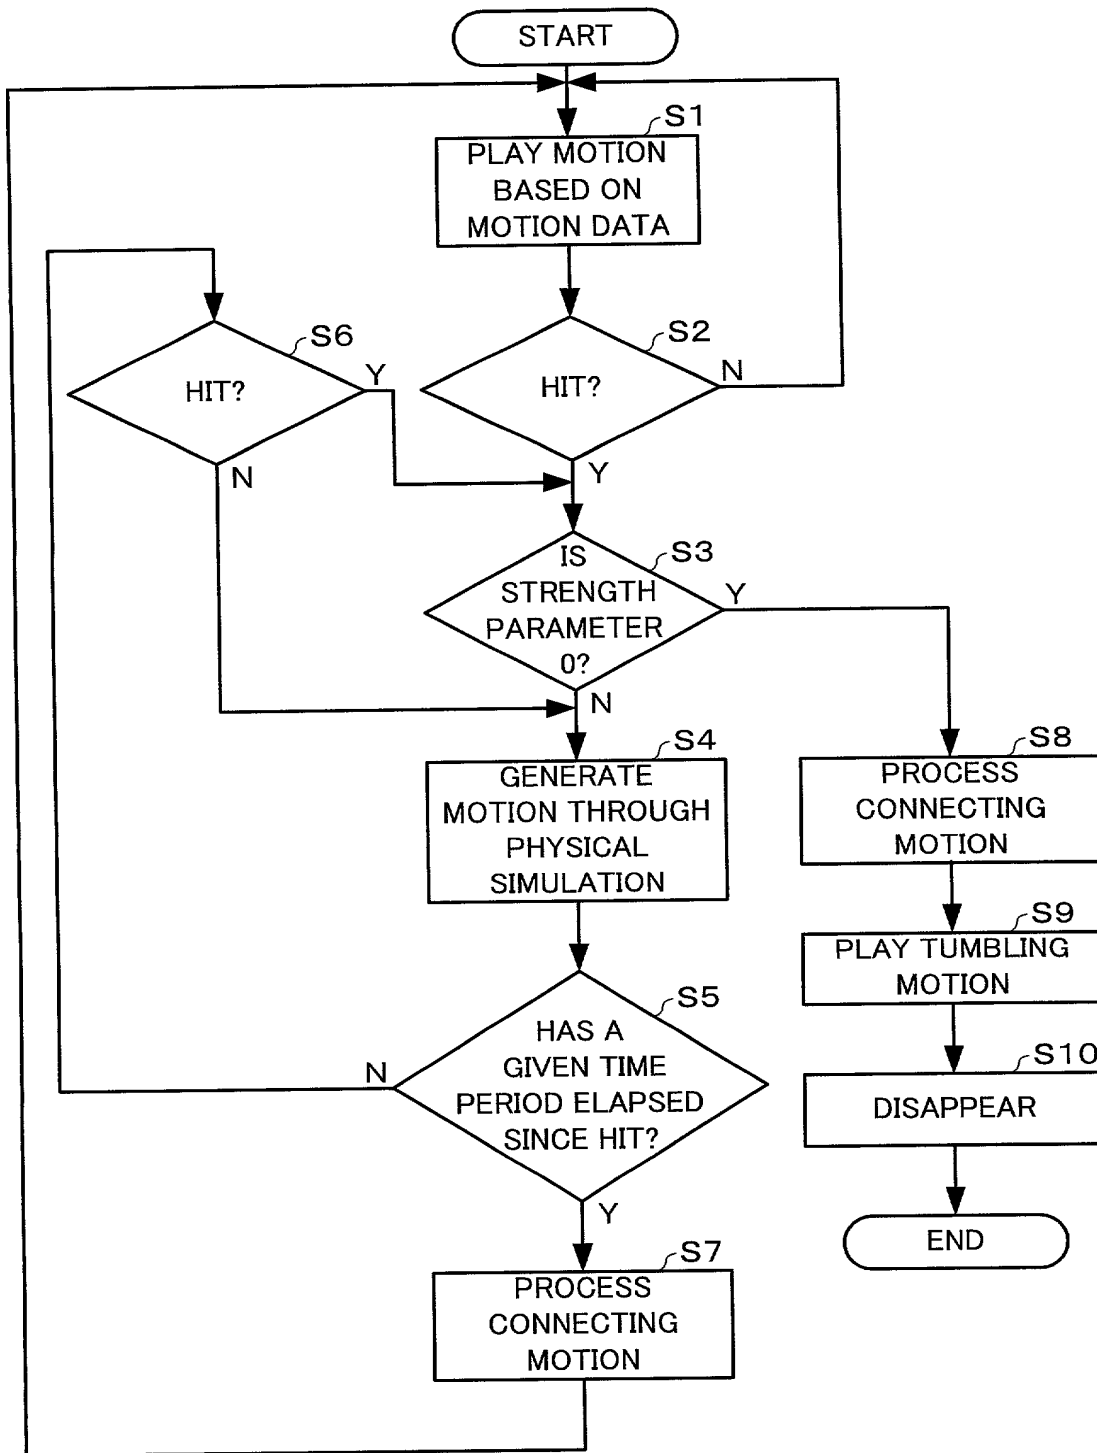 START
S1
PLAY MOTION
BASED ON
MOTION DATA
S6
HIT?
Y
N
S2
HIT?
N
Y
S3
IS
STRENGTH
PARAMETER
0?
Y
N
S4
GENERATE
MOTION THROUGH
PHYSICAL
SIMULATION
S8
PROCESS
CONNECTING
MOTION
S9
PLAY TUMBLING
MOTION
S5
HAS A
GIVEN TIME
PERIOD ELAPSED
SINCE HIT?
N
Y
S10
DISAPPEAR
END
S7
PROCESS
CONNECTING
MOTION